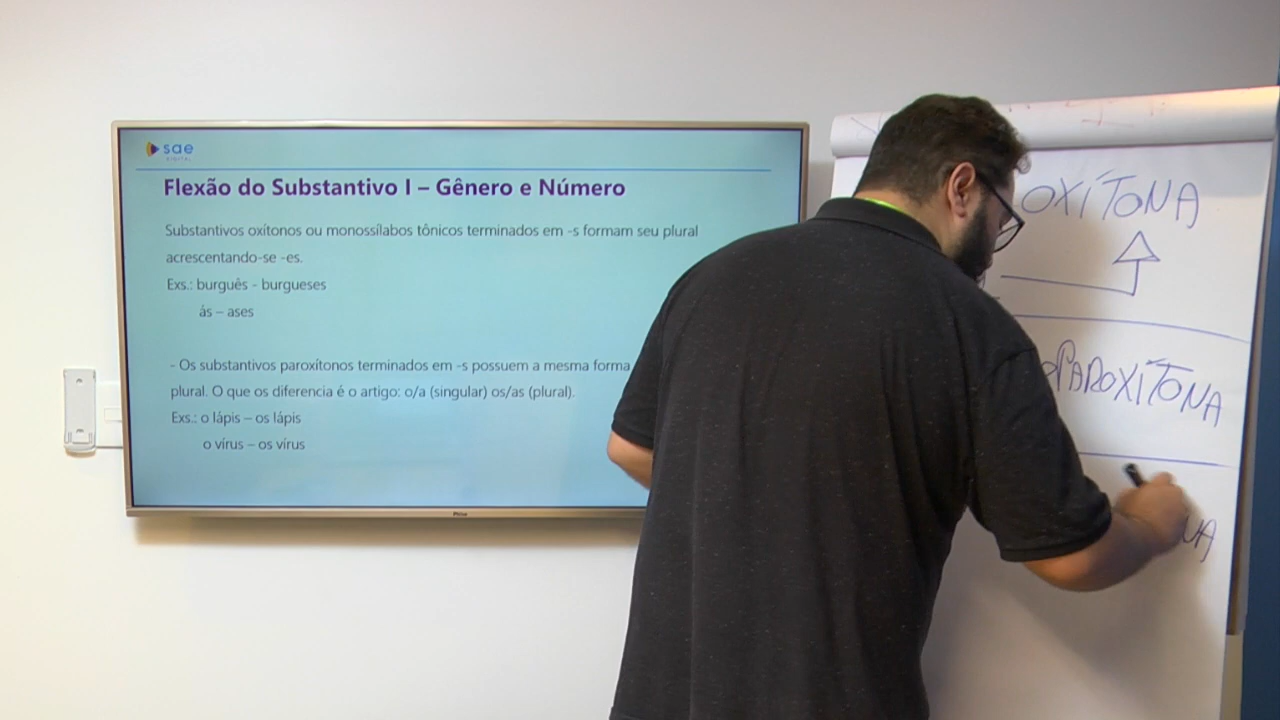 sae
DIGITAL
Flexão do Substantivo I – Gênero e Número
Substantivos oxítonos ou monossílabos tônicos terminados em -s formam seu plural
acrescentando-se -es.
Exs.: burguês - burgueses
ás – ases
- Os substantivos paroxítonos terminados em -s possuem a mesma forma
plural. O que os diferencia é o artigo: o/a (singular) os/as (plural).
Exs.: o lápis – os lápis
o vírus – os vírus
OXÍTONA
PAROXÍTONA
NA